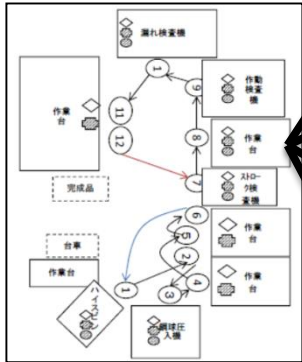 漏れ検査機
作動
検査
機
作業
台
作業
台
ストロー
ク検
査機
完成品
台車
作業台
作業
台
作業
台
ハイスピン
鋼球圧
入機
1
9
11
12
8
7
6
5
2
4
3
1